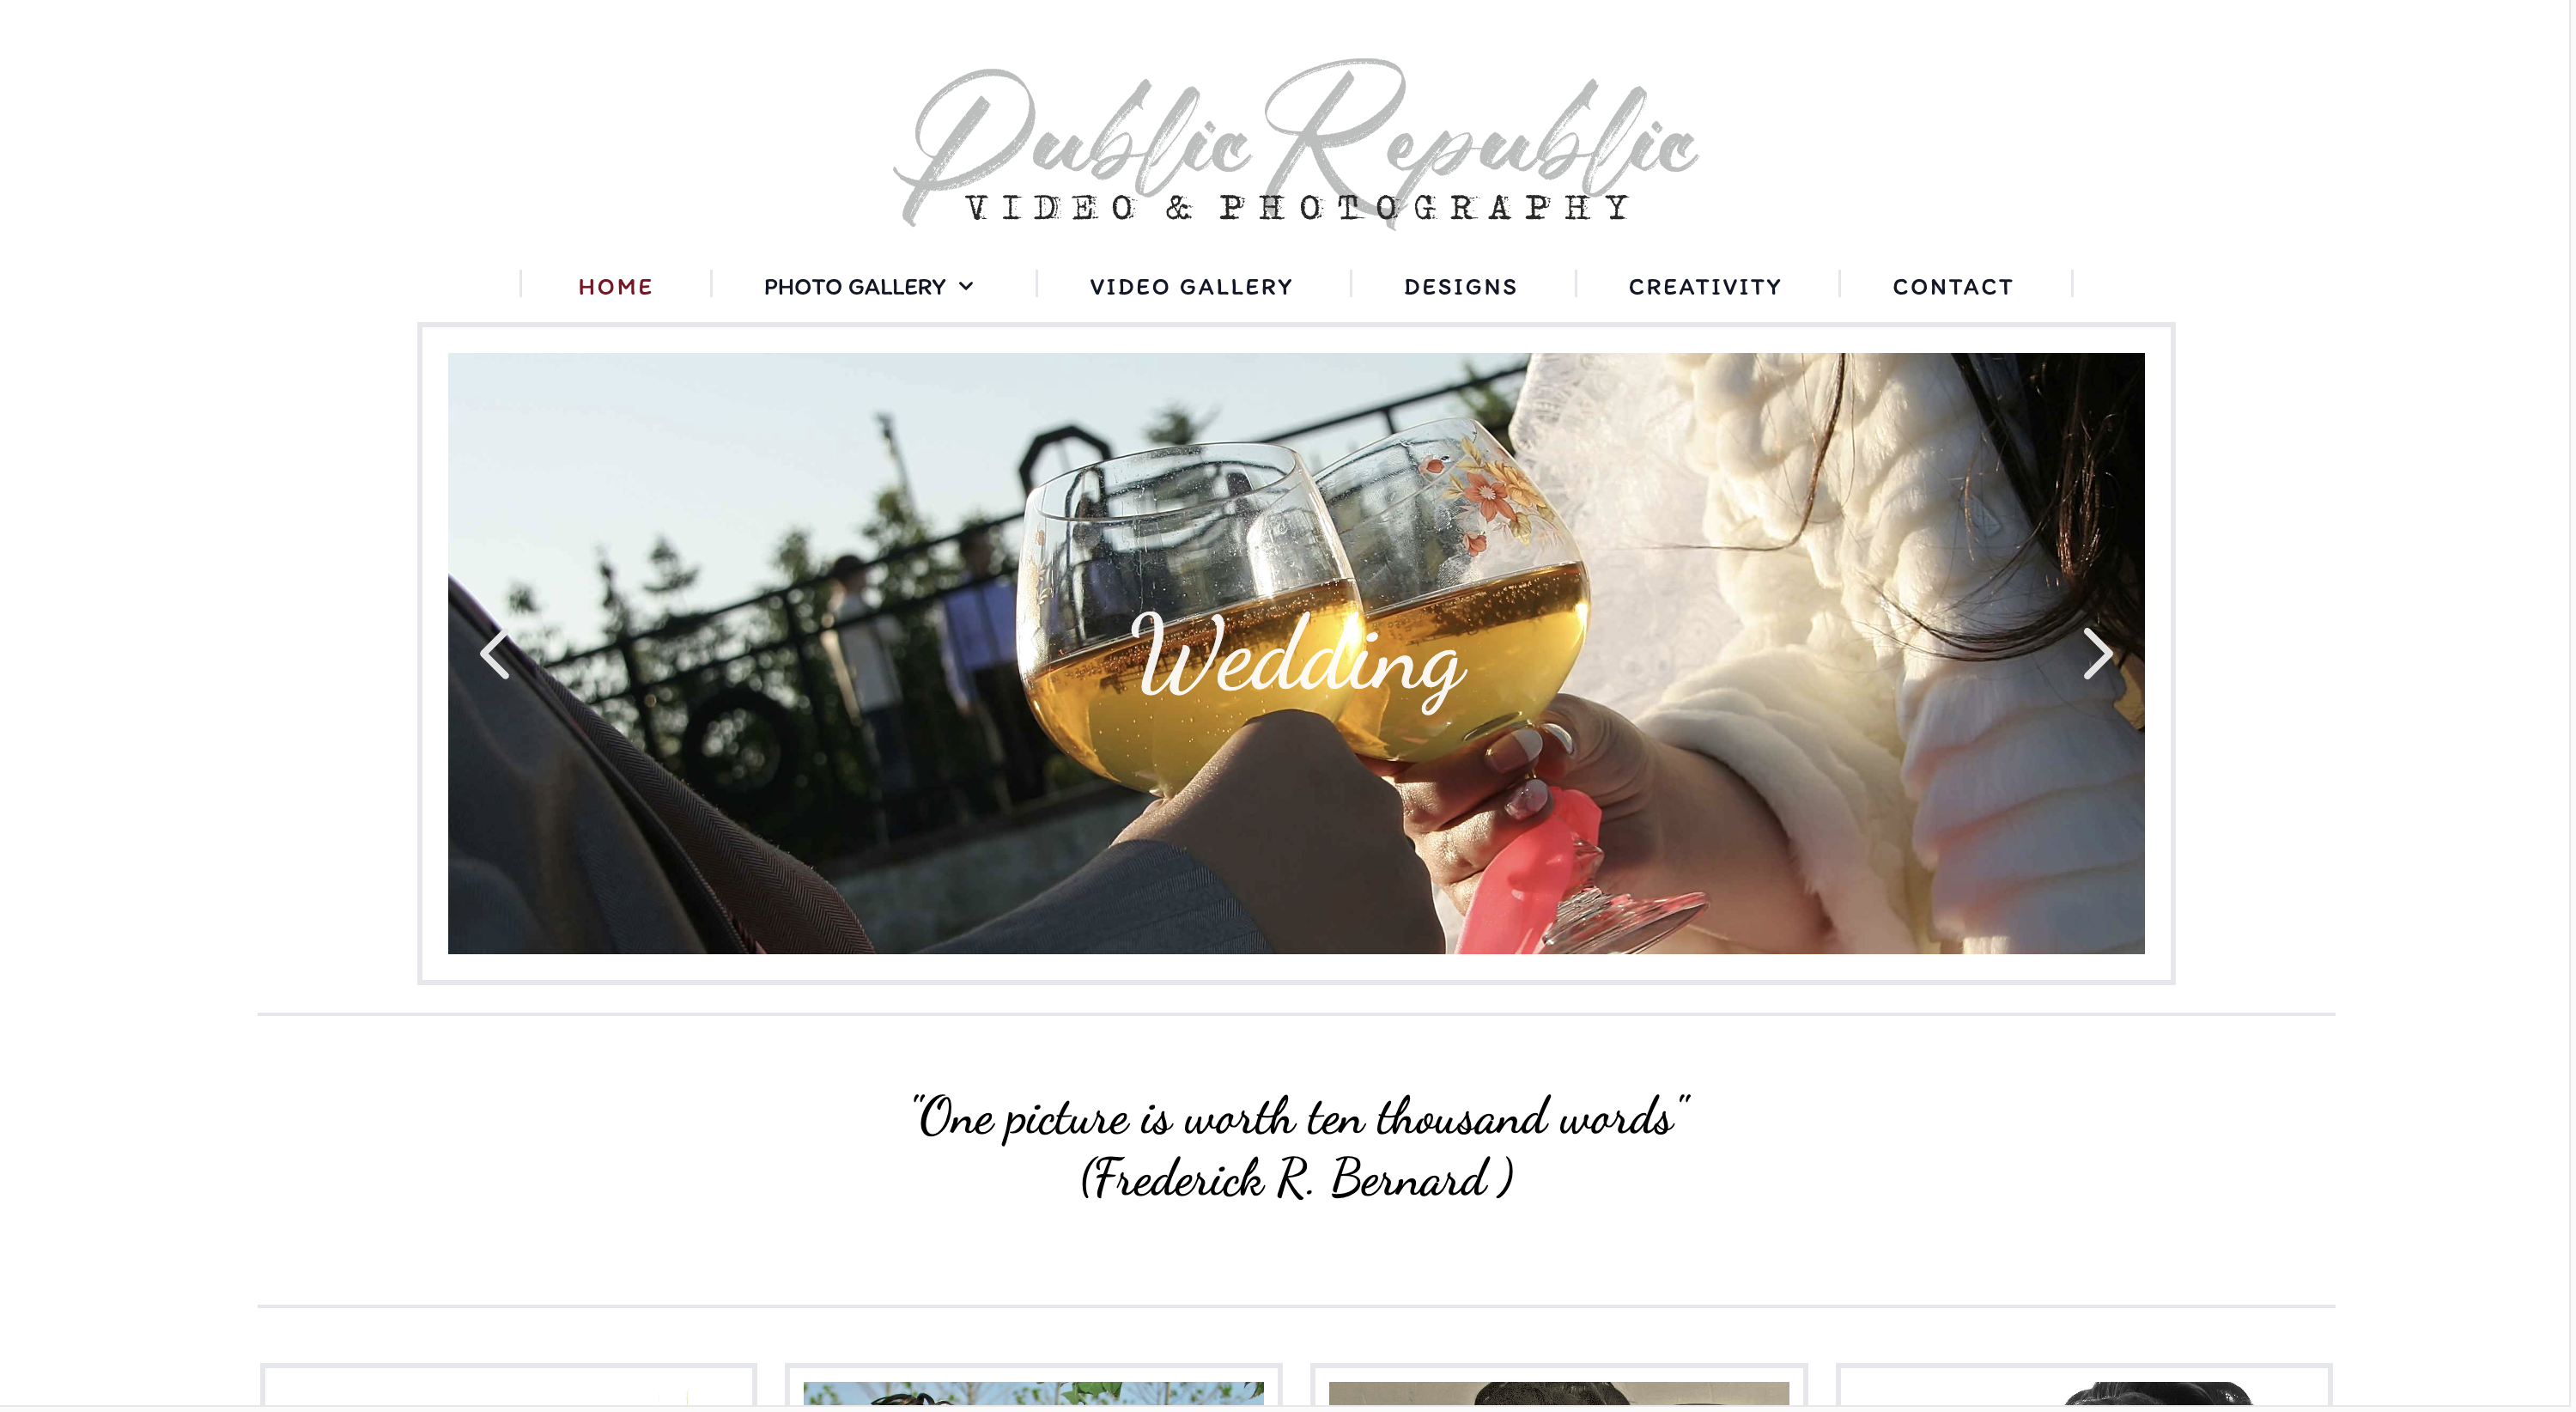 Public Republic
VIDEO & PHOTOGRAPHY
HOME
PHOTO GALLERY
VIDEO GALLERY
DESIGNS
CREATIVITY
CONTACT
Wedding
"One picture is worth ten thousand words"
(Frederick R. Bernard )